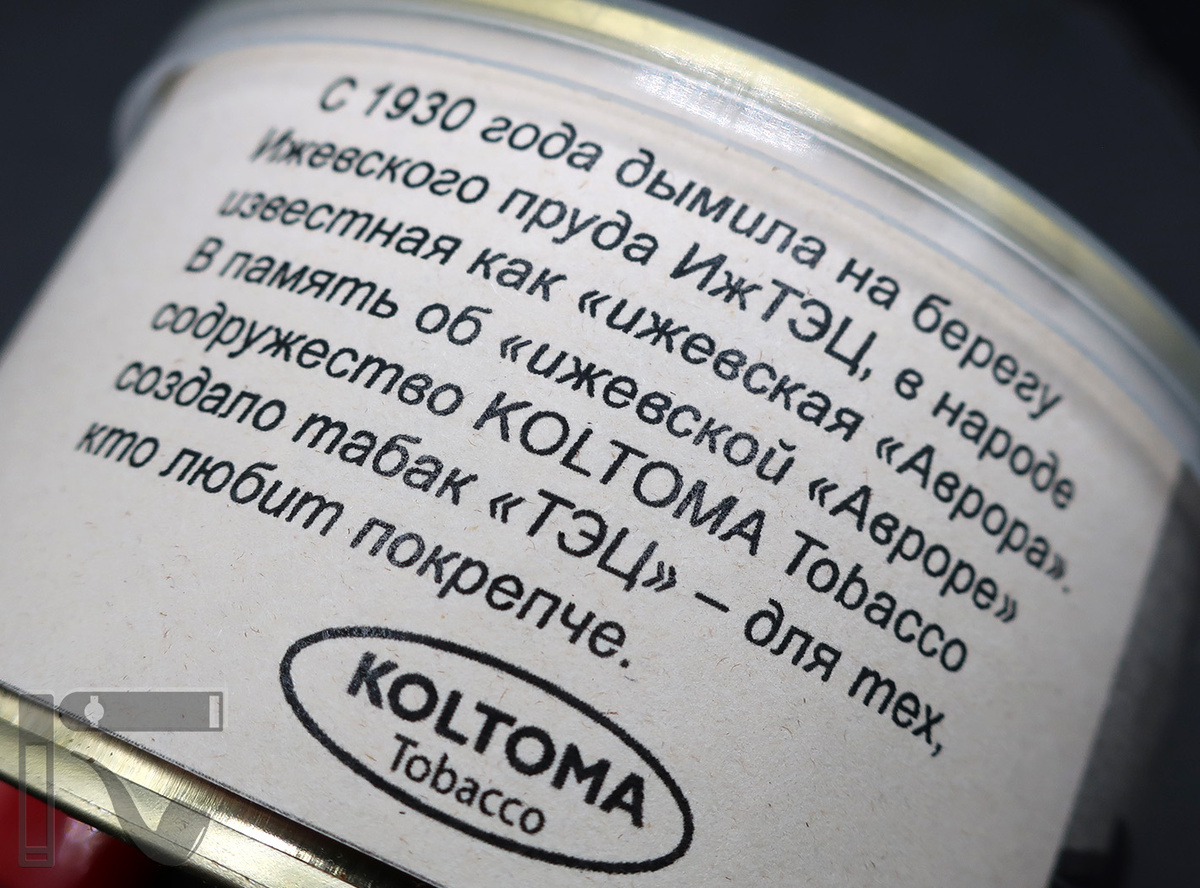 С 1930 года дымила на берегу
Ижевского пруда ИжТЭЦ, в народе
известная как «ижевская «Аврора».
В память об «ижевской «Авроре»
содружество KOLTOMA Tobacco
создало табак «ТЭЦ» – для тех,
кто любит покрепче.
KOLTOMA
Tobacco